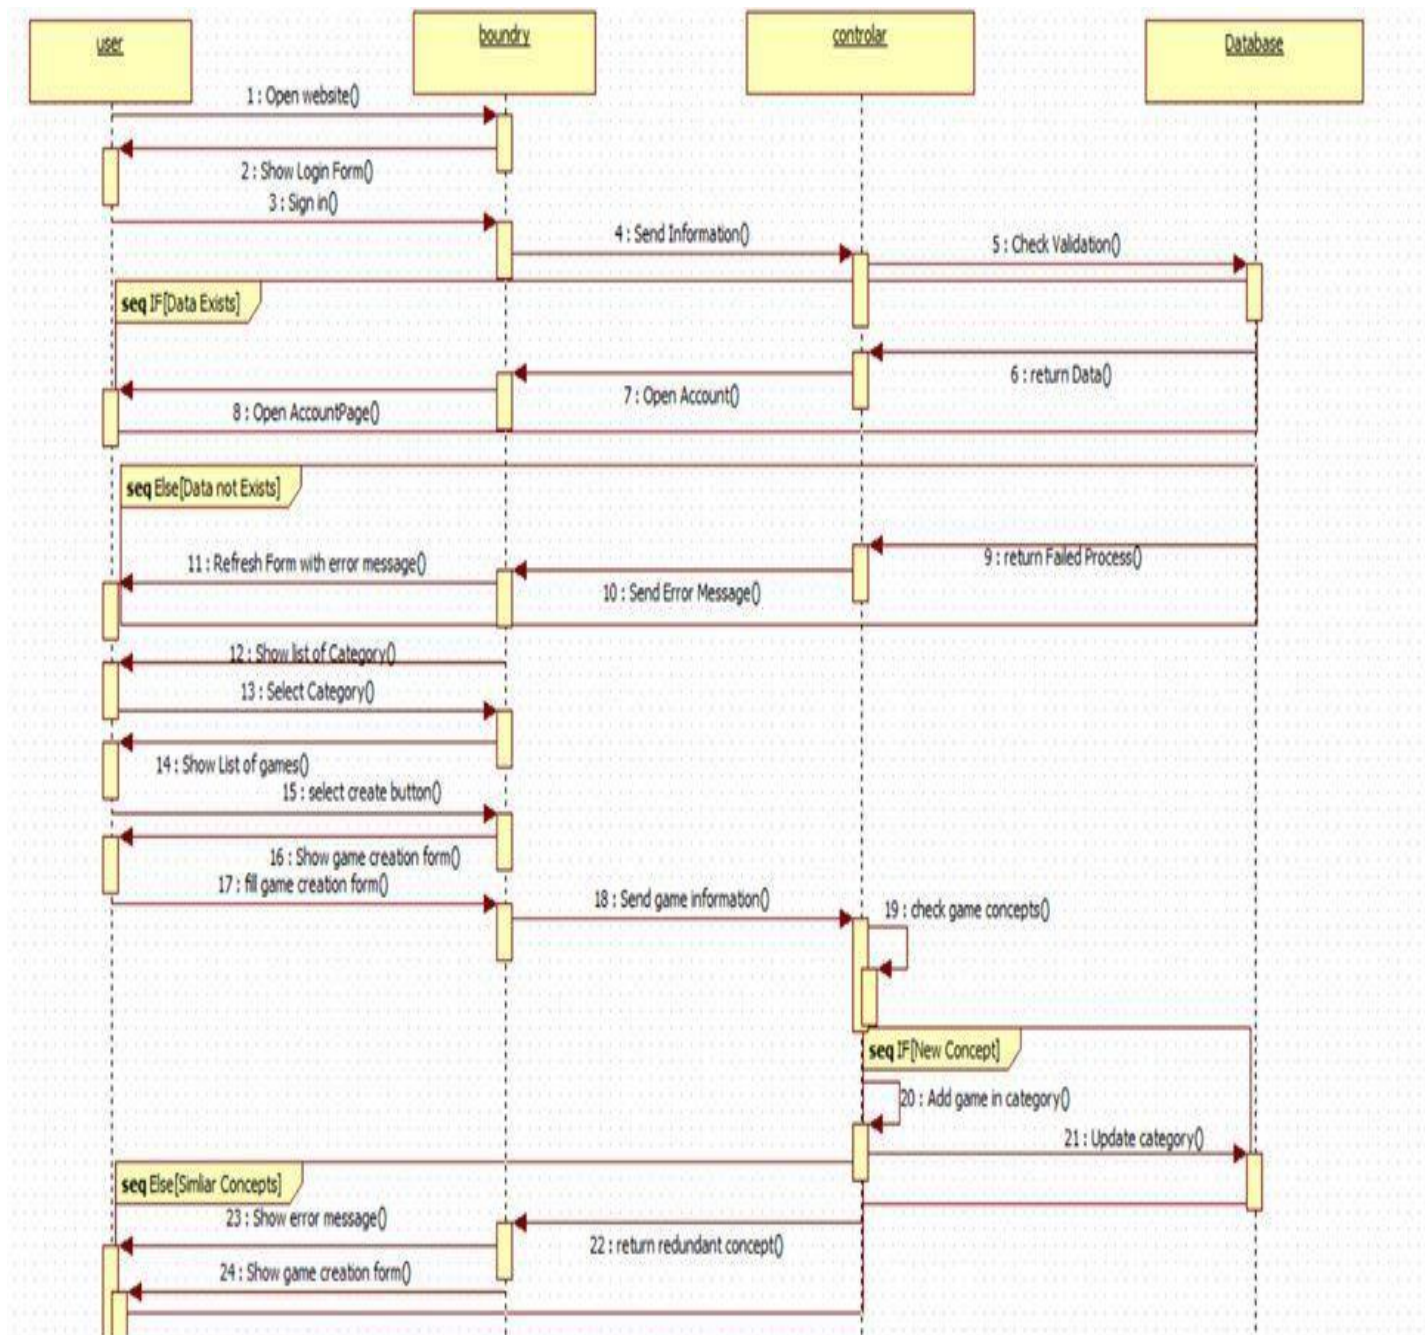 user
boundry
controlar
Database
1 : Open website()
2 : Show Login Form()
3 : Sign in()
4 : Send Information()
5 : Check Validation()
seq IF[Data Exists]
6 : return Data()
7 : Open Account()
8 : Open AccountPage()
seq Else[Data not Exists]
9 : return Failed Process()
10 : Send Error Message()
11 : Refresh Form with error message()
12 : Show list of Category()
13 : Select Category()
14 : Show List of games()
15 : select create button()
16 : Show game creation form()
17 : fill game creation form()
18 : Send game information()
19 : check game concepts()
seq IF[New Concept]
20 : Add game in category()
21 : Update category()
seq Else[Simliar Concepts]
22 : return redundant concept()
23 : Show error message()
24 : Show game creation form()